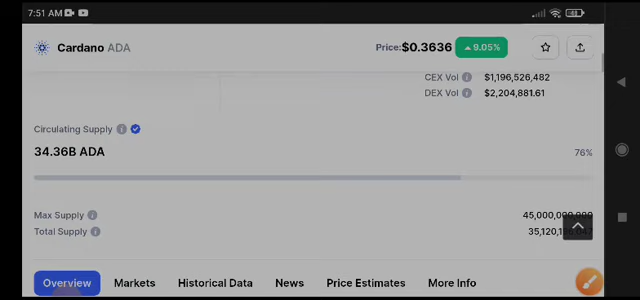 7:51 AM
Cardano ADA Price:$0.3636 9.05%
CEX Vol $1,196,526,482
DEX Vol $2,204,881.61
Circulating Supply
34.36B ADA 76%
Max Supply 45,000,000,000
Total Supply
Overview Markets Historical Data News Price Estimates More Info